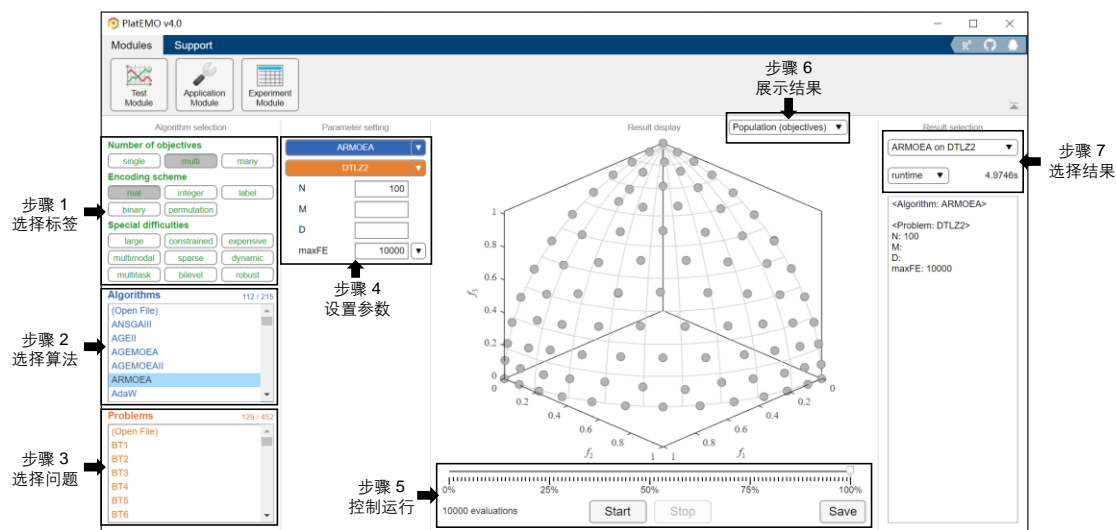 PlatEMO v4.0
Modules Support
Test Module
Application Module
Experiment Module
步骤 6
展示结果
Algorithm selection
Parameter setting
Result display
Population (objectives)
Result selection
Number of objectives
single multi many
Encoding scheme
real integer label
binary permutation
Special difficulties
large constrained expensive
multimodal sparse dynamic
multitask bilevel robust
步骤 1
选择标签
Algorithms 112 / 215
(Open File)
ANSGAIII
AGEII
AGEMOEA
AGEMOEAII
ARMOEA
AdaW
步骤 2
选择算法
Problems 129 / 452
(Open File)
BT1
BT2
BT3
BT4
BT5
BT6
步骤 3
选择问题
ARMOEA
DTLZ2
N 100
M
D
maxFE 10000
步骤 4
设置参数
1
0.8
0.6
0.4
0.2
0
f3
0
0.2
0.4
0.6
0.8
1
f2
0
0.2
0.4
0.6
0.8
1
f1
0% 25% 50% 75% 100%
10000 evaluations Start Stop Save
步骤 5
控制运行
ARMOEA on DTLZ2
runtime 4.9746s
步骤 7
选择结果
<Algorithm: ARMOEA>
<Problem: DTLZ2>
N: 100
M:
D:
maxFE: 10000